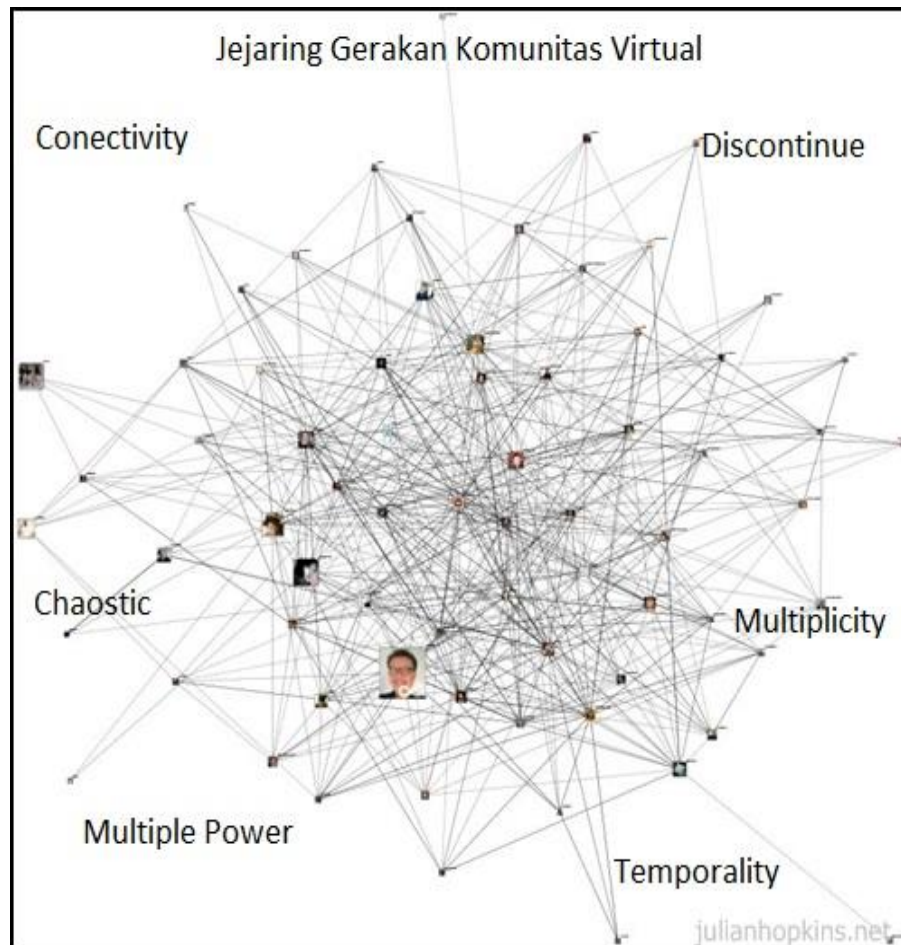 Jejaring Gerakan Komunitas Virtual
Conectivity
Discontinue
Chaostic
Multiplicity
Multiple Power
Temporality
julianhopkins.net